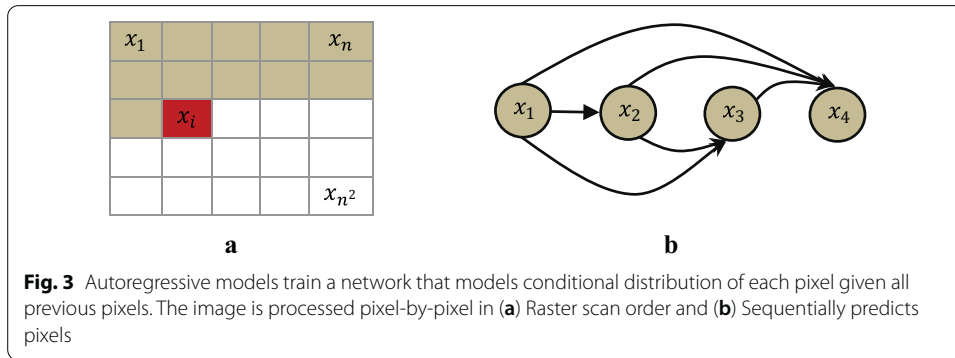 x₁ xₙ
xᵢ
xₙ²
x₁ x₂ x₃ x₄
a b
Fig. 3 Autoregressive models train a network that models conditional distribution of each pixel given all
previous pixels. The image is processed pixel-by-pixel in (a) Raster scan order and (b) Sequentially predicts
pixels